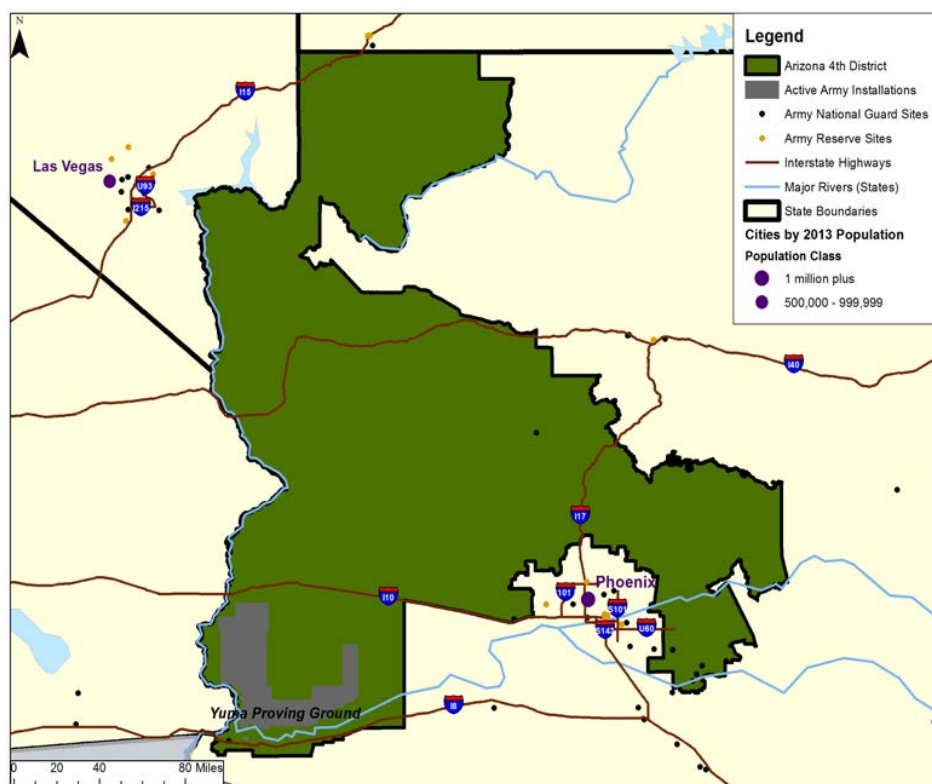 N
Legend
Arizona 4th District
Active Army Installations
Army National Guard Sites
Army Reserve Sites
Interstate Highways
Major Rivers (States)
State Boundaries
Cities by 2013 Population
Population Class
1 million plus
500,000 - 999,999
I15
Las Vegas
U93
I215
I40
I17
Phoenix
I10
101
S101
S143
U60
Yuma Proving Ground
I8
0 20 40 80 Miles